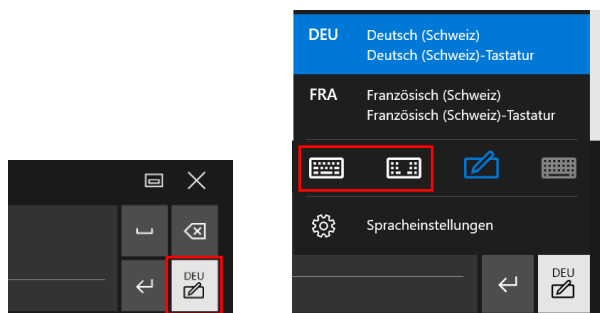 DEU
DEU
Deutsch (Schweiz)
Deutsch (Schweiz)-Tastatur
FRA
Französisch (Schweiz)
Französisch (Schweiz)-Tastatur
Spracheinstellungen
DEU